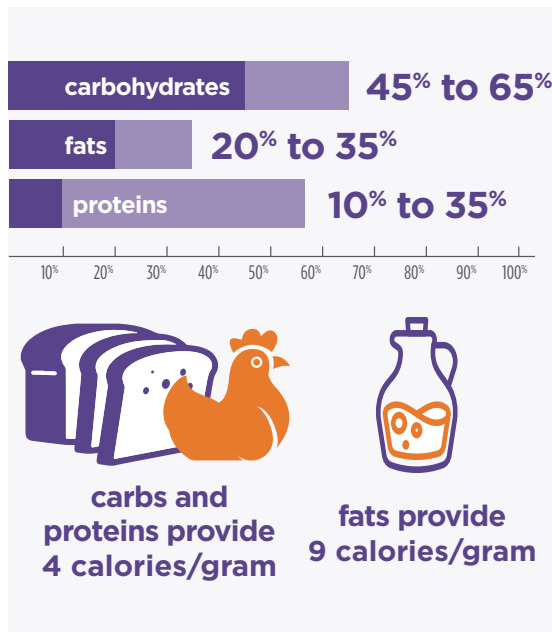 carbohydrates 45% to 65%
fats 20% to 35%
proteins 10% to 35%
10% 20% 30% 40% 50% 60% 70% 80% 90% 100%
carbs and
proteins provide
4 calories/gram
fats provide
9 calories/gram